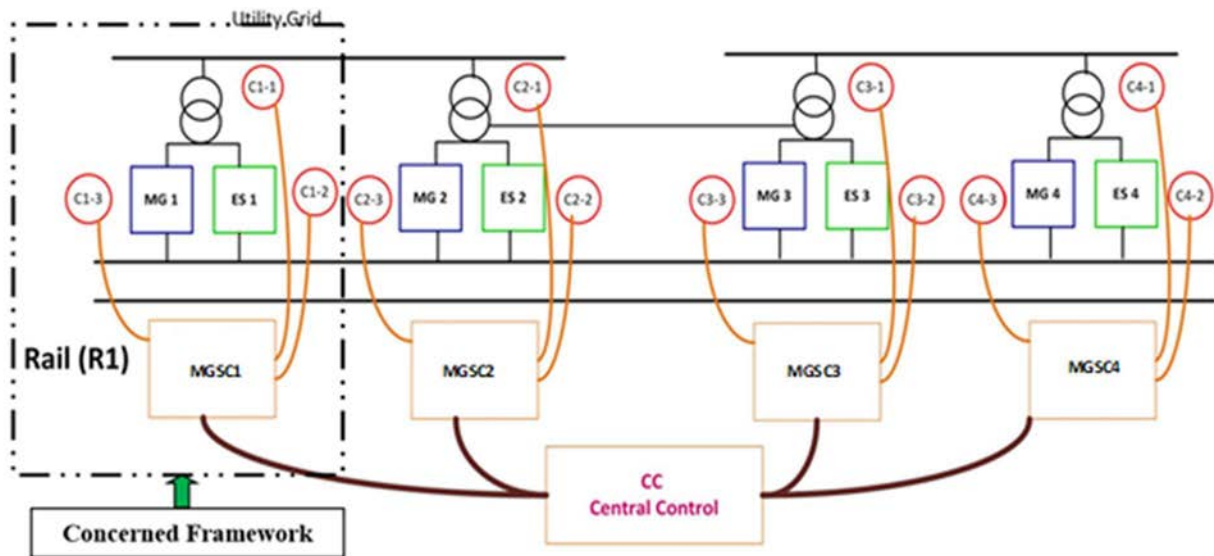 Utility Grid
C1-1
C2-1
C3-1
C4-1
C1-3
MG 1
ES 1
C1-2
C2-3
MG 2
ES 2
C2-2
C3-3
MG 3
ES 3
C3-2
C4-3
MG 4
ES 4
C4-2
Rail (R1)
MGSC1
MGSC2
MGSC3
MGSC4
CC
Central Control
Concerned Framework